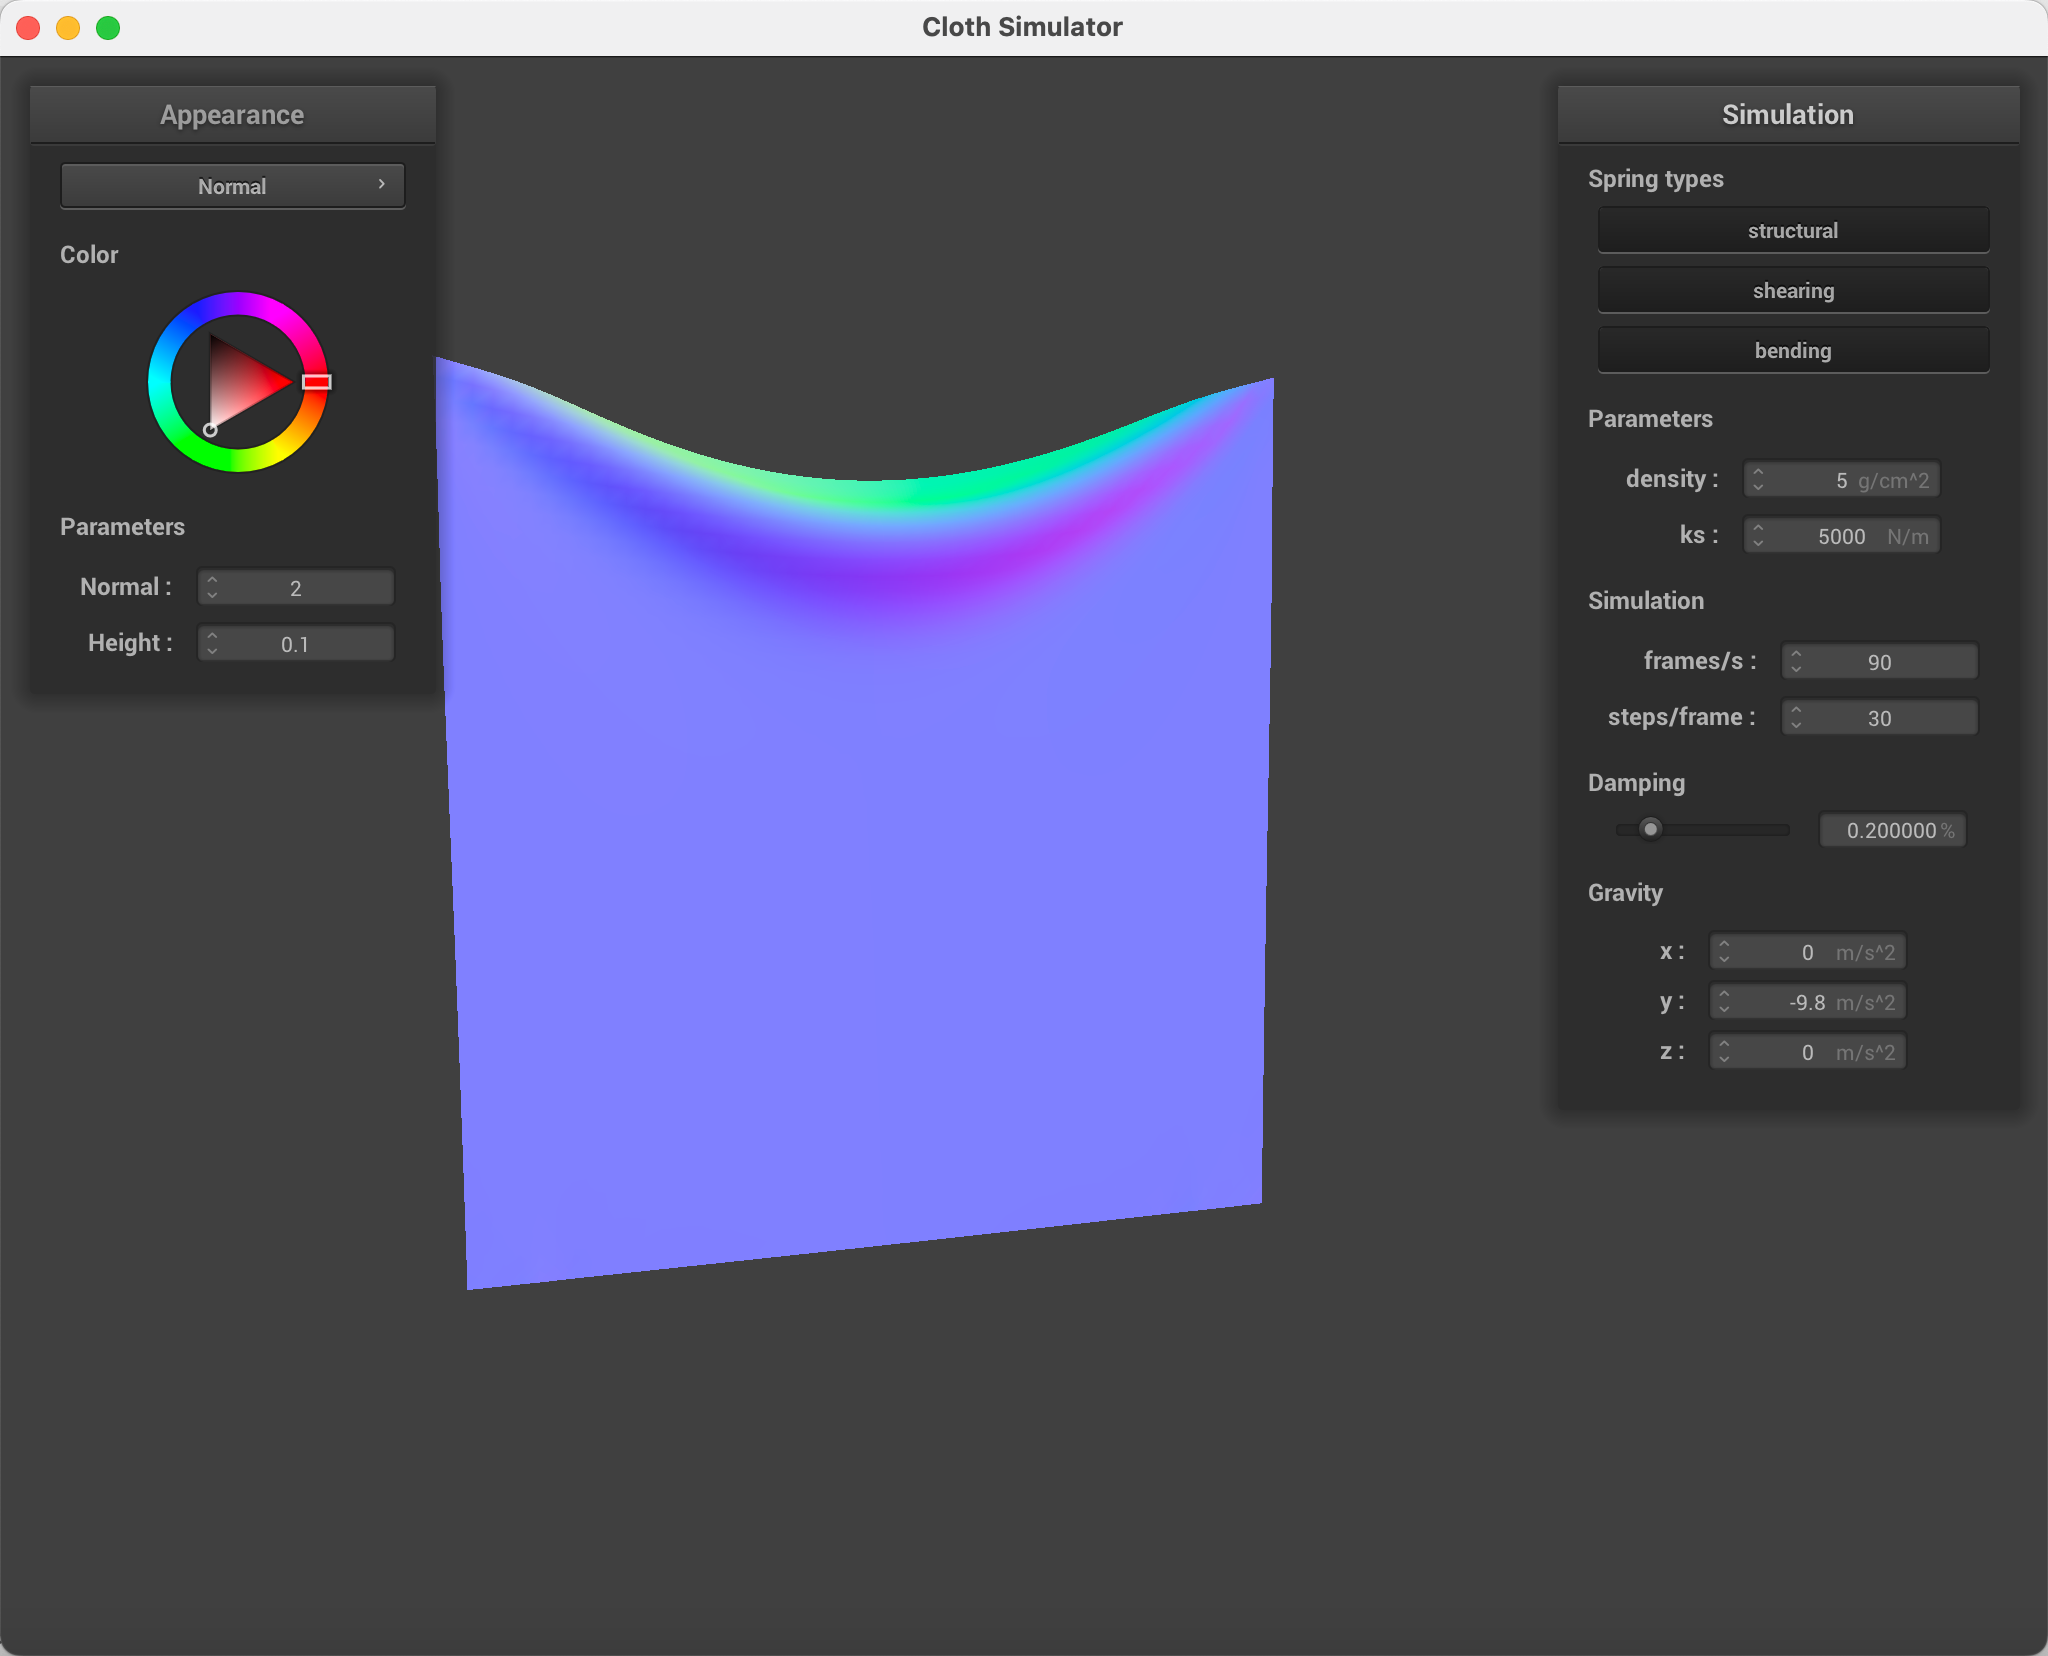 Cloth Simulator
Appearance
Normal
Color
Parameters
Normal : 2
Height : 0.1
Simulation
Spring types
structural
shearing
bending
Parameters
density : 5 g/cm^2
ks : 5000 N/m
Simulation
frames/s : 90
steps/frame : 30
Damping
0.200000 %
Gravity
x : 0 m/s^2
y : -9.8 m/s^2
z : 0 m/s^2